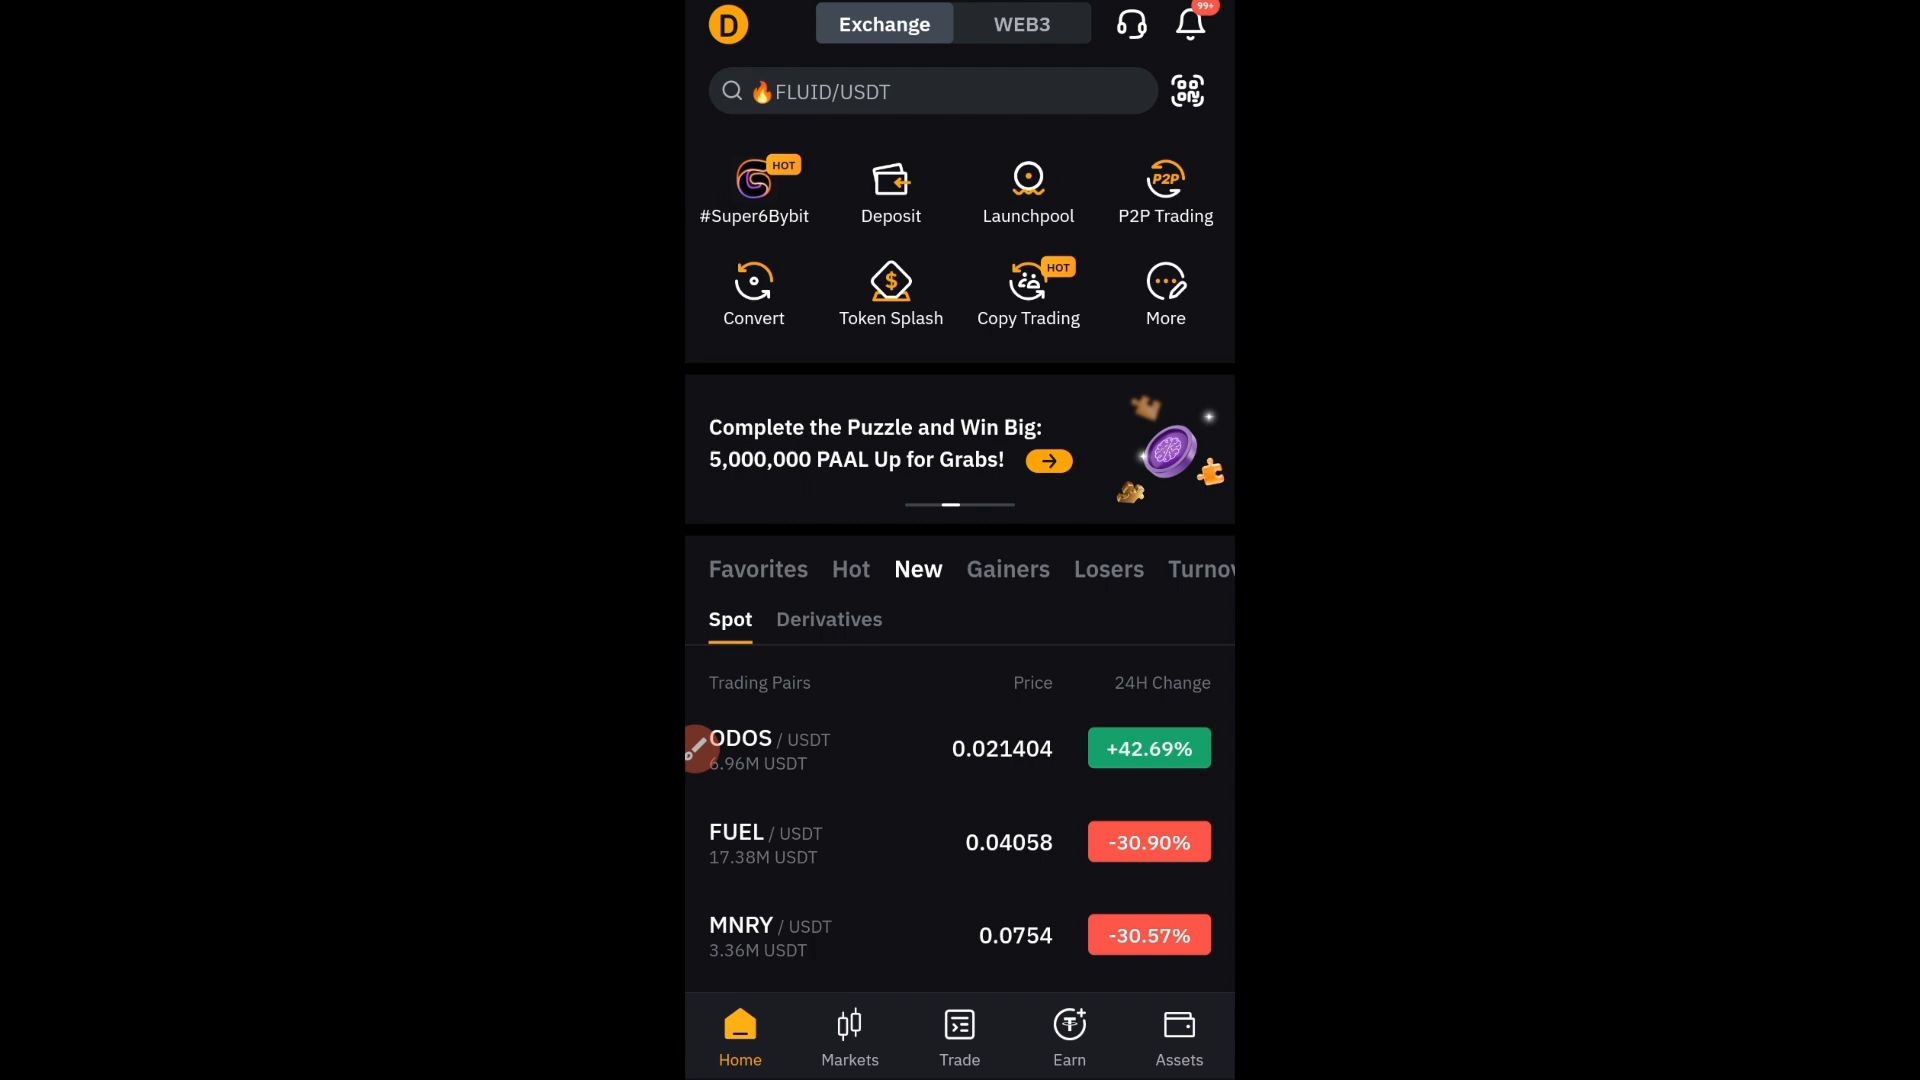 D Exchange WEB3 99+
🔥FLUID/USDT
HOT
#Super6Bybit Deposit Launchpool P2P P2P Trading
HOT
Convert Token Splash Copy Trading More
Complete the Puzzle and Win Big:
5,000,000 PAAL Up for Grabs!
Favorites Hot New Gainers Losers Turnov
Spot Derivatives
Trading Pairs Price 24H Change
ODOS / USDT 0.021404 +42.69%
6.96M USDT
FUEL / USDT 0.04058 -30.90%
17.38M USDT
MNRY / USDT 0.0754 -30.57%
3.36M USDT
Home Markets Trade Earn Assets